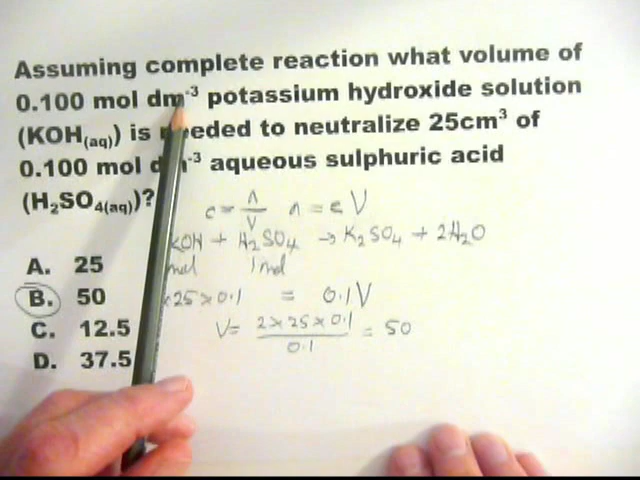 Assuming complete reaction what volume of
0.100 mol dm⁻³ potassium hydroxide solution
(KOH(aq)) is needed to neutralize 25cm³ of
0.100 mol dm⁻³ aqueous sulphuric acid
(H₂SO₄(aq))?
c = n/V n = cV
KOH + H₂SO₄ → K₂SO₄ + 2H₂O
A. 25 mol 1mol
B. 50 × 25 × 0.1 = 0.1V
C. 12.5 V = 2 × 25 × 0.1 / 0.1 = 50
D. 37.5